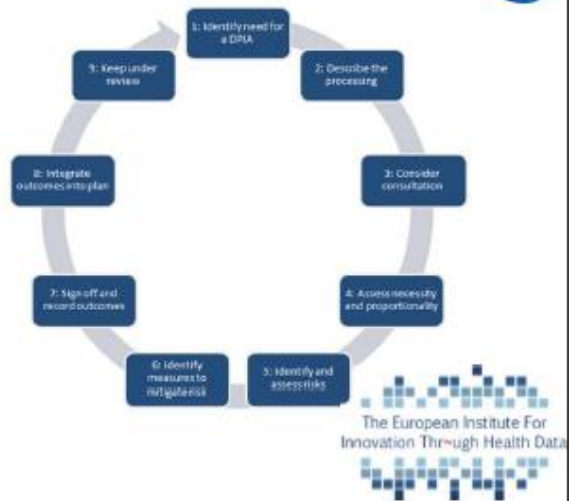 1: Identify need for
a DPIA
2: Describe the
processing
3: Consider
consultation
4: Assess necessity
and proportionality
5: Identify and
assess risks
6: Identify
measures to
mitigate risk
7: Sign off and
record outcomes
8: Integrate
outcomes into plan
9: Keep under
review
The European Institute For
Innovation Thr~ugh Health Data